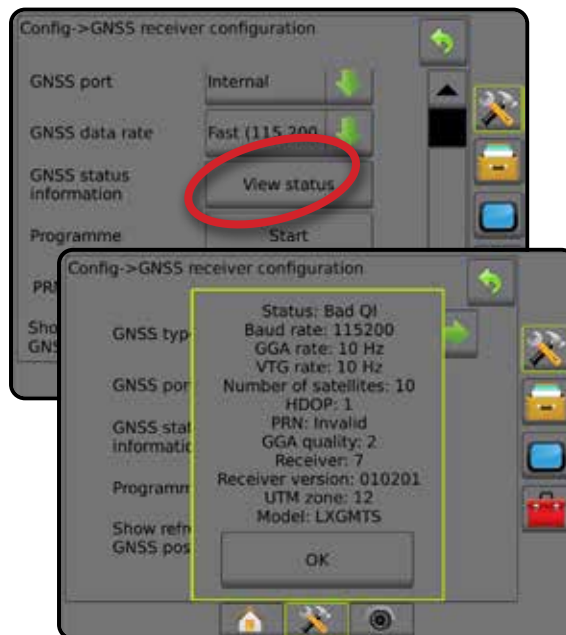 Config->GNSS receiver configuration
GNSS port
Internal
GNSS data rate
Fast (115,200
GNSS status
information
View status
Programme
Start
Config->GNSS receiver configuration
GNSS
GNSS por
GNSS stat
informatio
Programm
Show refr
GNSS pos
Status: Bad QI
Baud rate: 115200
GGA rate: 10 Hz
VTG rate: 10 Hz
Number of satellites: 10
HDOP: 1
PRN: Invalid
GGA quality: 2
Receiver: 7
Receiver version: 010201
UTM zone: 12
Model: LXGMTS
OK